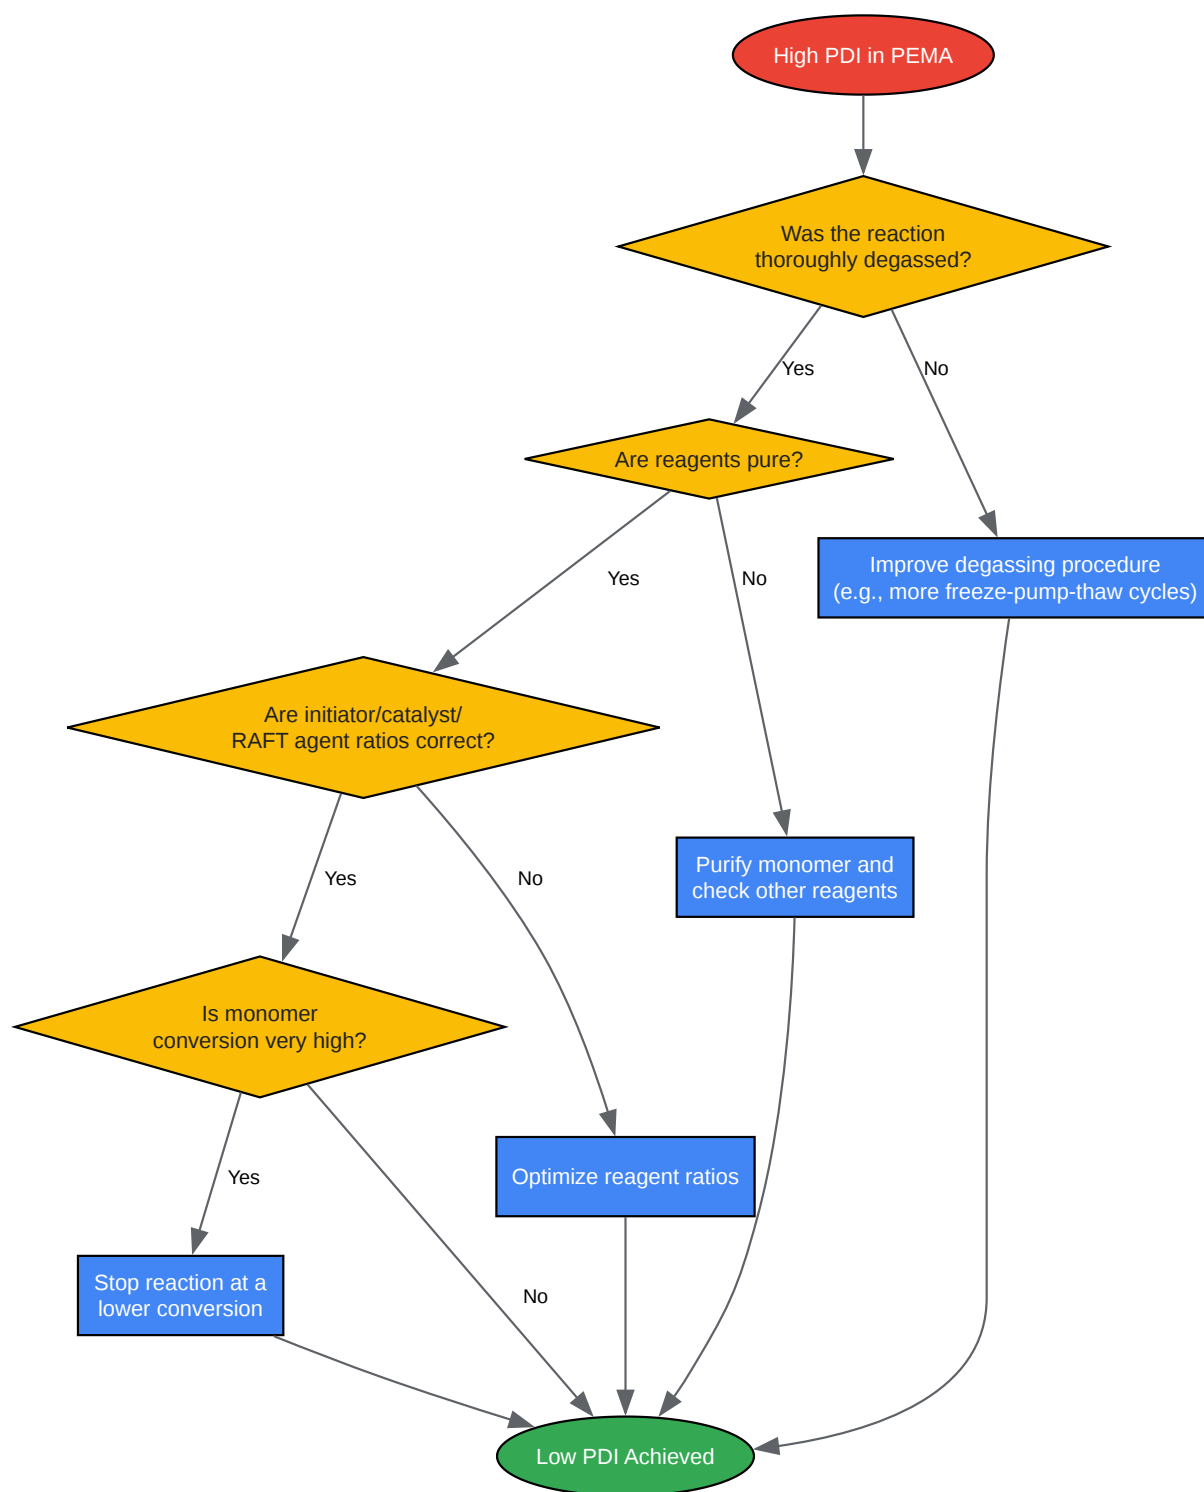 High PDI in PEMA
Was the reaction
thoroughly degassed?
Yes
No
Are reagents pure?
Improve degassing procedure
(e.g., more freeze-pump-thaw cycles)
Yes
No
Are initiator/catalyst/
RAFT agent ratios correct?
Purify monomer and
check other reagents
Yes
No
Is monomer
conversion very high?
Optimize reagent ratios
Yes
Stop reaction at a
lower conversion
No
Low PDI Achieved